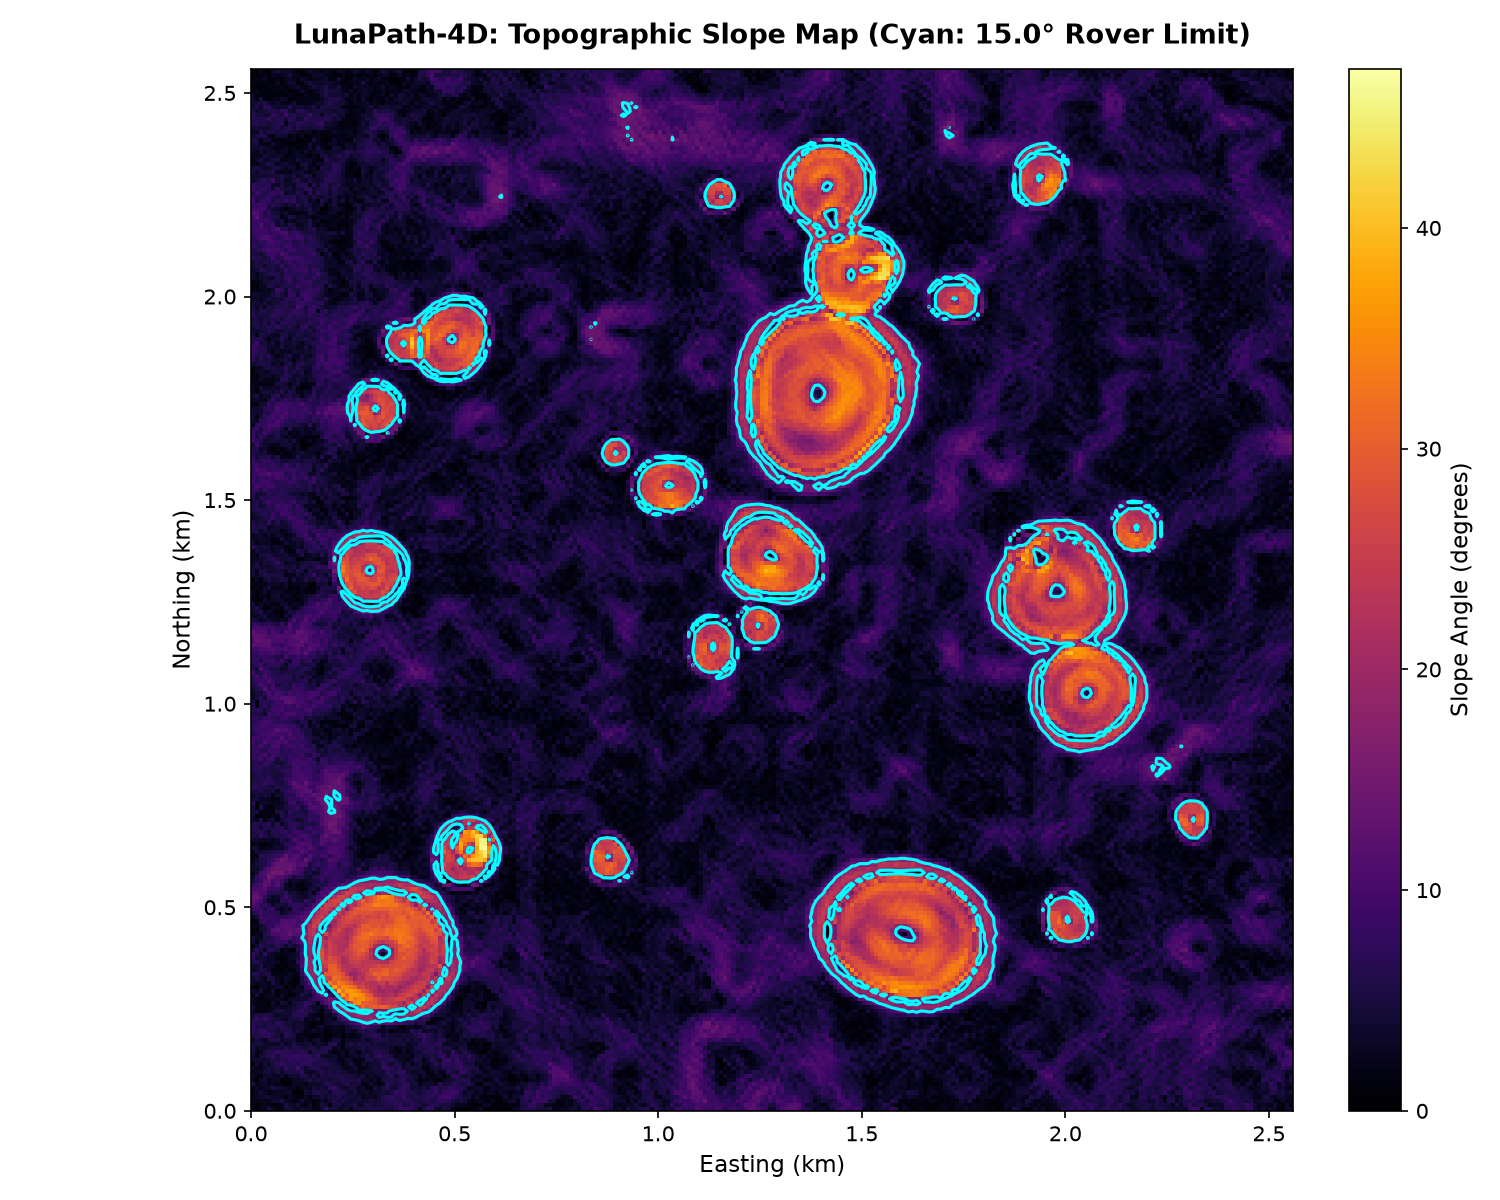 LunaPath-4D: Topographic Slope Map (Cyan: 15.0° Rover Limit)
2.5
2.0
1.5
1.0
0.5
0.0
Northing (km)
0.0 0.5 1.0 1.5 2.0 2.5
Easting (km)
40
30
20
10
0
Slope Angle (degrees)